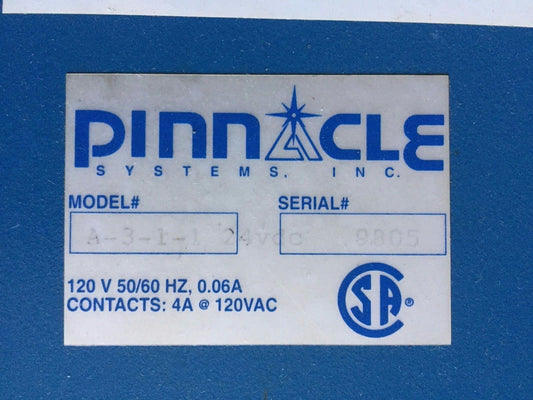 PINNACLE
SYSTEMS, INC.
MODEL# SERIAL#
A-3-1-1 24vdc 9805
120 V 50/60 HZ, 0.06A
CONTACTS: 4A @ 120VAC
SA ®